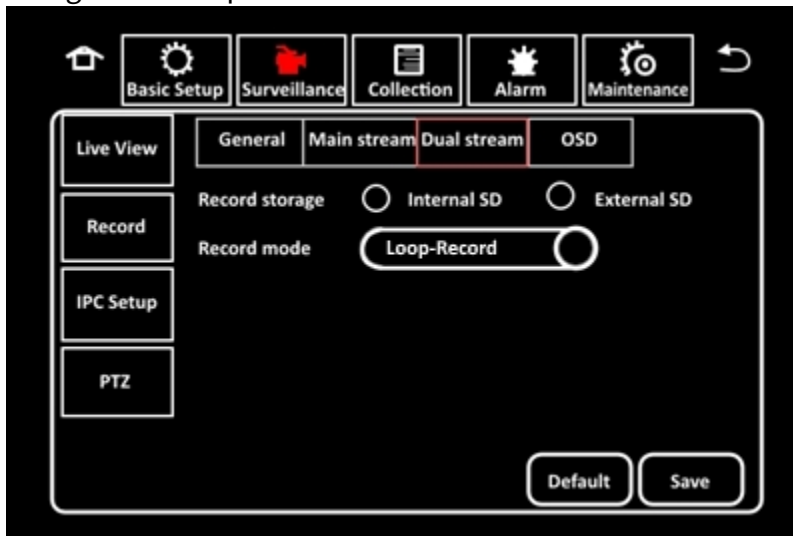 Basic Setup Surveillance Collection Alarm Maintenance
Live View General Main stream Dual stream OSD
Record storage Internal SD External SD
Record
Record mode Loop-Record
IPC Setup
PTZ
Default Save